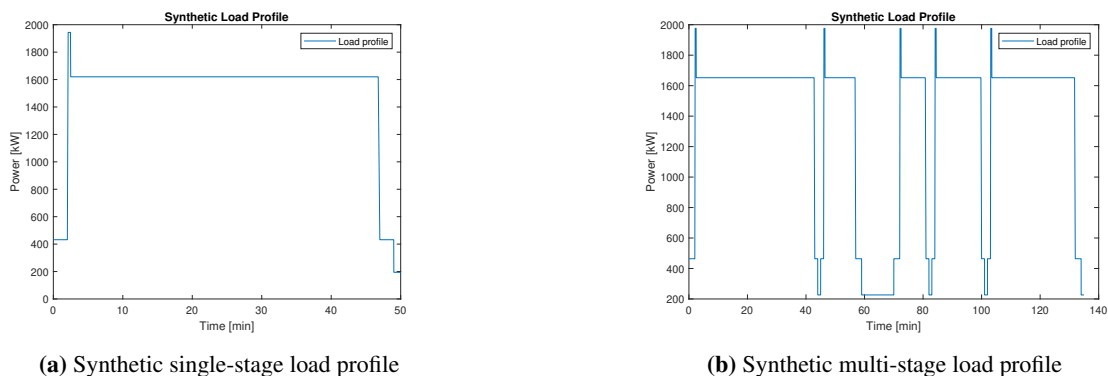 Synthetic Load Profile
Load profile
2000
1800
1600
1400
1200
1000
800
600
400
200
0
Power [kW]
0 10 20 30 40 50
Time [min]
(a) Synthetic single-stage load profile
Synthetic Load Profile
Load profile
2000
1800
1600
1400
1200
1000
800
600
400
200
Power [kW]
0 20 40 60 80 100 120 140
Time [min]
(b) Synthetic multi-stage load profile